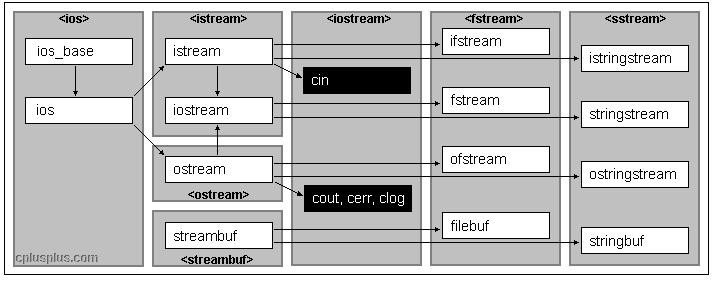 <ios>
<istream>
<iostream>
<fstream>
<sstream>
ios_base
istream
ifstream
istringstream
cin
ios
iostream
fstream
stringstream
ostream
ofstream
ostringstream
<ostream>
cout, cerr, clog
streambuf
filebuf
stringbuf
<streambuf>
cplusplus.com